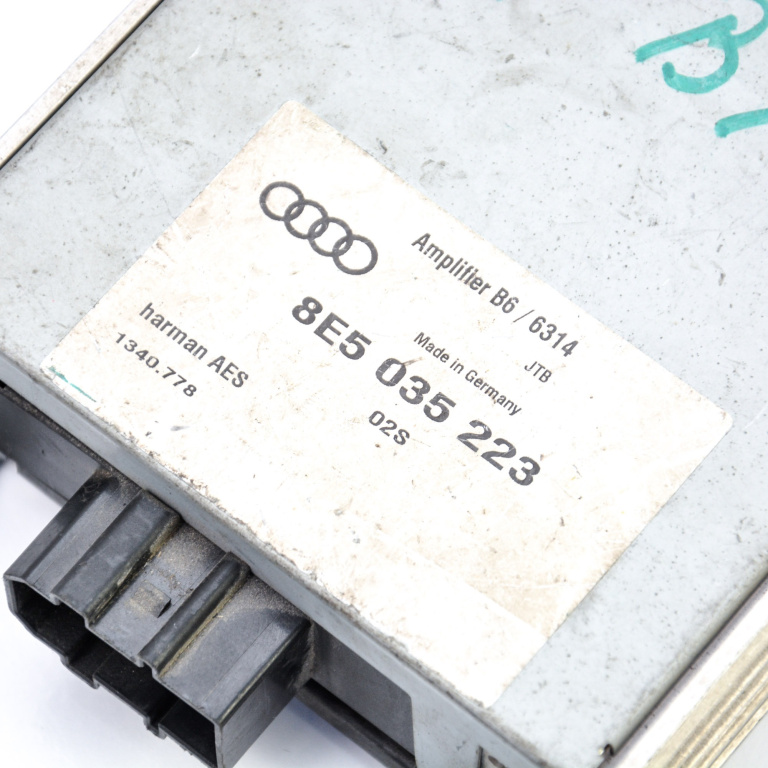 Amplifier B6 / 6314
JTB
8E5 035 223
Made in Germany
harman AES
1340.778
02S